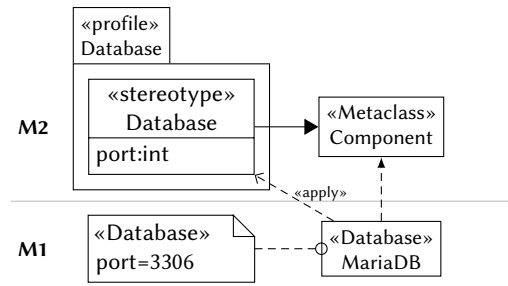 «profile»
Database
«stereotype»
Database
port:int
«Metaclass»
Component
M2
«apply»
M1
«Database»
port=3306
«Database»
MariaDB